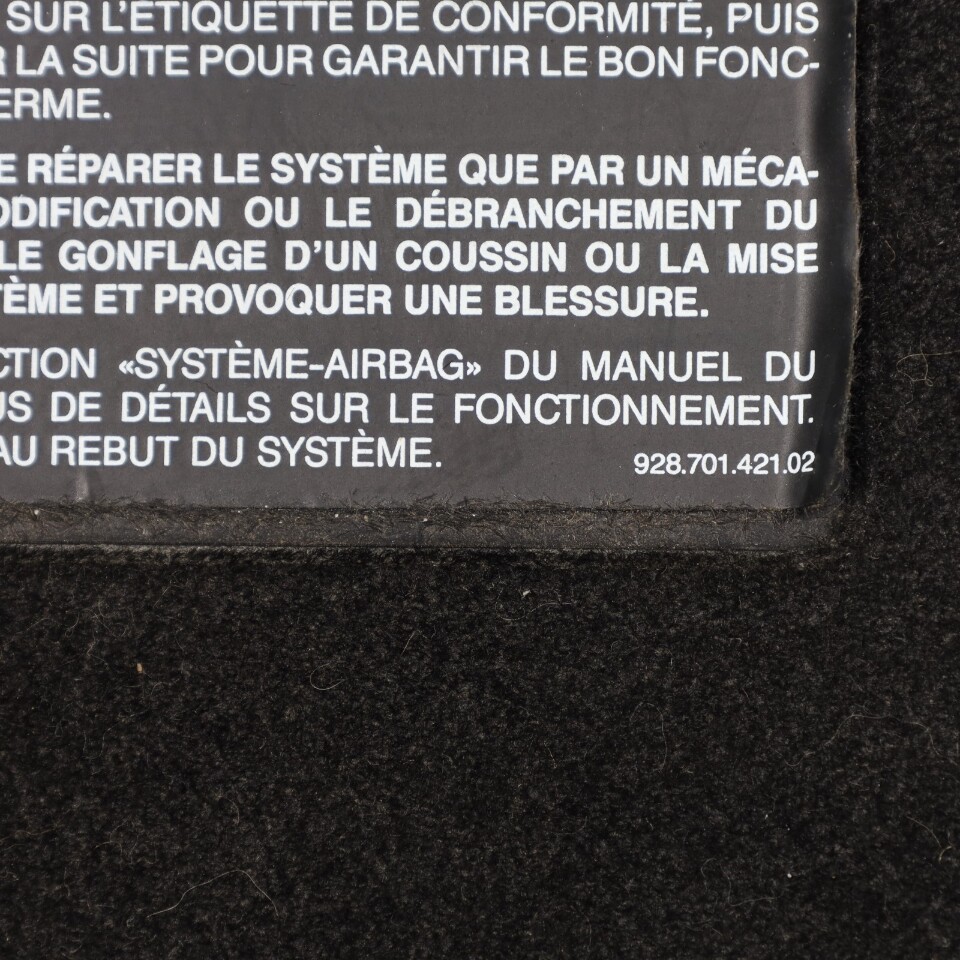 SUR L'ÉTIQUETTE DE CONFORMITÉ, PUIS
LA SUITE POUR GARANTIR LE BON FONC-
ERME.
RÉPARER LE SYSTÈME QUE PAR UN MÉCA-
ODIFICATION OU LE DÉBRANCHEMENT DU
LE GONFLAGE D'UN COUSSIN OU LA MISE
TÈME ET PROVOQUER UNE BLESSURE.
CTION «SYSTÈME-AIRBAG» DU MANUEL DU
US DE DÉTAILS SUR LE FONCTIONNEMENT.
AU REBUT DU SYSTÈME.
928.701.421.02